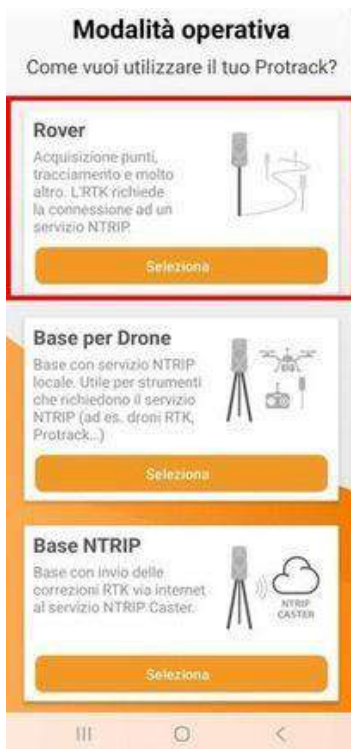 Modalità operativa
Come vuoi utilizzare il tuo Protrack?
Rover
Acquisizione punti,
tracciamento e molto
altro. L'RTK richiede
la connessione ad un
servizio NTRIP.
Seleziona
Base per Drone
Base con servizio NTRIP
locale. Utile per strumenti
che richiedono il servizio
NTRIP (ad es. droni RTK,
Protrack...)
Seleziona
Base NTRIP
Base con invio delle
correzioni RTK via internet
al servizio NTRIP Caster.
NTRIP
CASTER
Seleziona